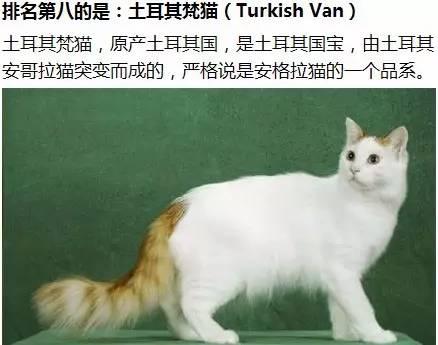 排名第八的是：土耳其梵猫（Turkish Van）
土耳其梵猫，原产土耳其国，是土耳其国宝，由土耳其
安哥拉猫突变而成的，严格说是安格拉猫的一个品系。